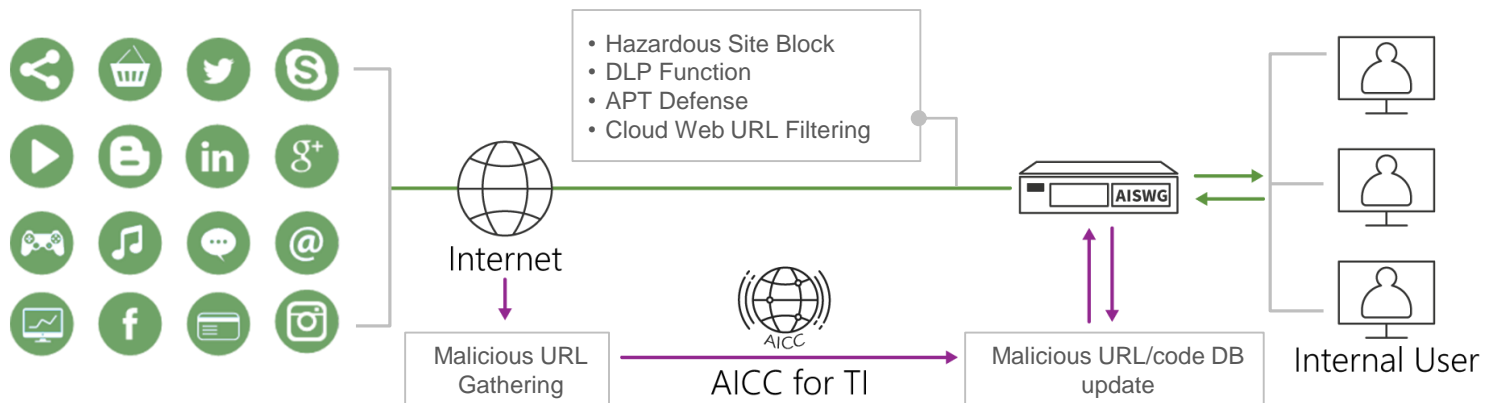 • Hazardous Site Block
• DLP Function
• APT Defense
• Cloud Web URL Filtering
in
g+
f
@
Internet
AISWG
Malicious URL
Gathering
AICC
AICC for TI
Malicious URL/code DB
update
Internal User